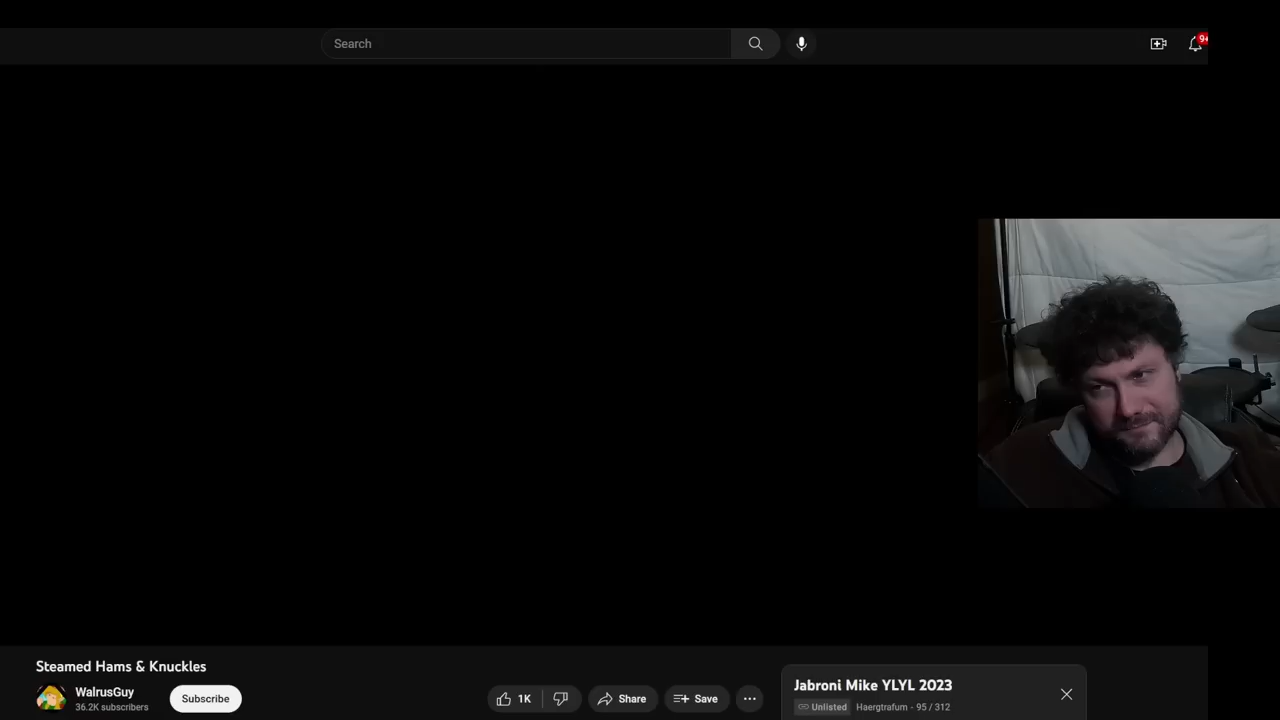 Search
9+
Steamed Hams & Knuckles
WalrusGuy
36.2K subscribers
Subscribe
1K
Share
Save
Jabroni Mike YLYL 2023
Unlisted
Haergtrafum - 95 / 312